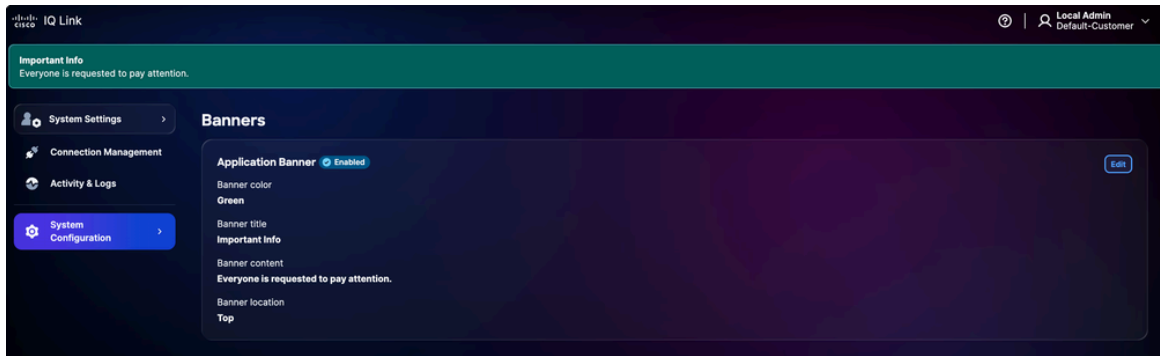 CISCO IQ Link
Local Admin
Default-Customer
Important Info
Everyone is requested to pay attention.
System Settings
Connection Management
Activity & Logs
System
Configuration
Banners
Application Banner Enabled
Edit
Banner color
Green
Banner title
Important Info
Banner content
Everyone is requested to pay attention.
Banner location
Top